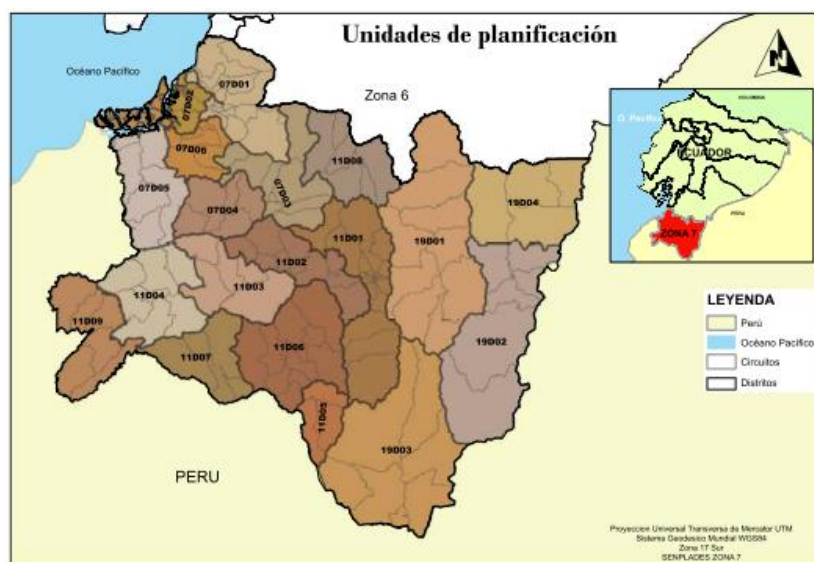 Unidades de planificación
Océano Pacífico
07D01
07D02
Zona 6
COLOMBIA
O. Pacífico
ECUADOR
PERU
ZONA 7
07D06
11D08
07D05
07D03
19D04
07D04
11D01
19D01
11D02
11D04
11D03
LEYENDA
Perú
Océano Pacífico
Circuitos
Distritos
11D09
11D07
11D06
19D02
11D05
19D03
PERU
Proyeccion Universal Transversa de Mercator UTM
Sistema Geodesico Mundial WGS84
Zona 17 Sur
SENPLADES ZONA 7
N